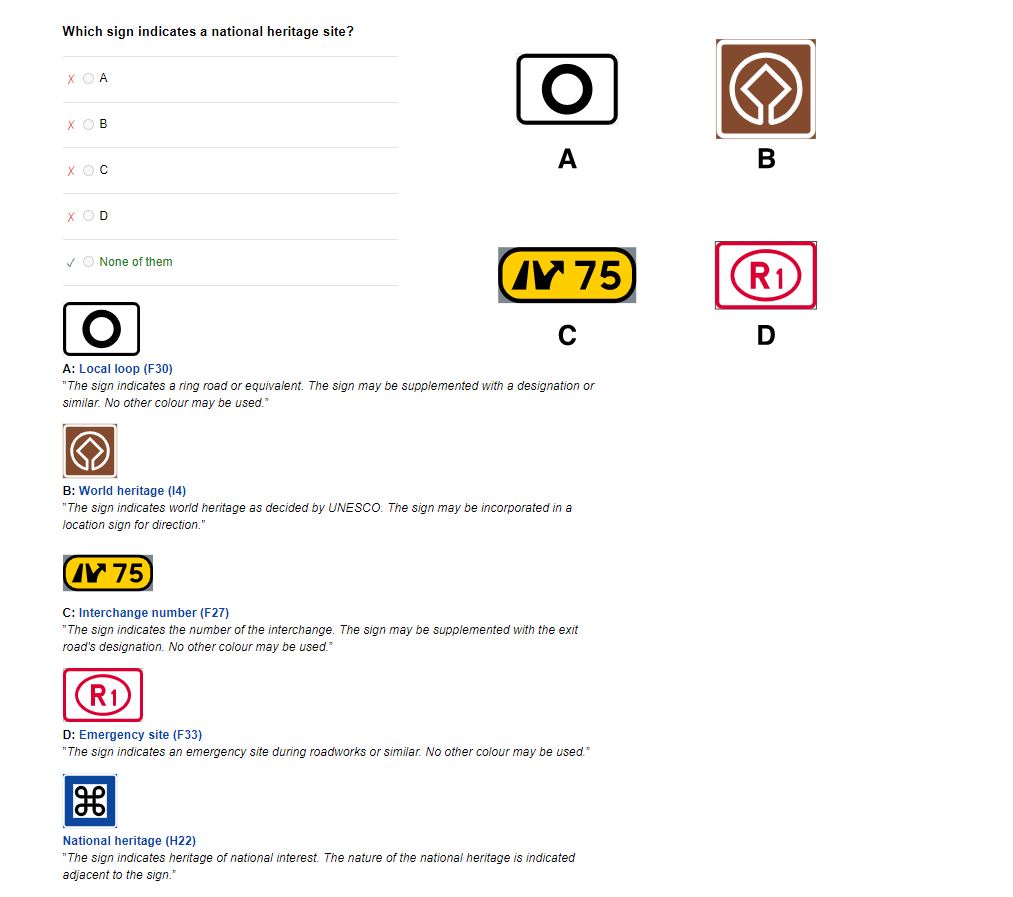 Which sign indicates a national heritage site?
✗ A
✗ B
✗ C
✗ D
✓ None of them
A
B
75
R1
C
D
A: Local loop (F30)
"The sign indicates a ring road or equivalent. The sign may be supplemented with a designation or
similar. No other colour may be used."
B: World heritage (I4)
"The sign indicates world heritage as decided by UNESCO. The sign may be incorporated in a
location sign for direction."
75
C: Interchange number (F27)
"The sign indicates the number of the interchange. The sign may be supplemented with the exit
road's designation. No other colour may be used."
R1
D: Emergency site (F33)
"The sign indicates an emergency site during roadworks or similar. No other colour may be used."
National heritage (H22)
"The sign indicates heritage of national interest. The nature of the national heritage is indicated
adjacent to the sign."